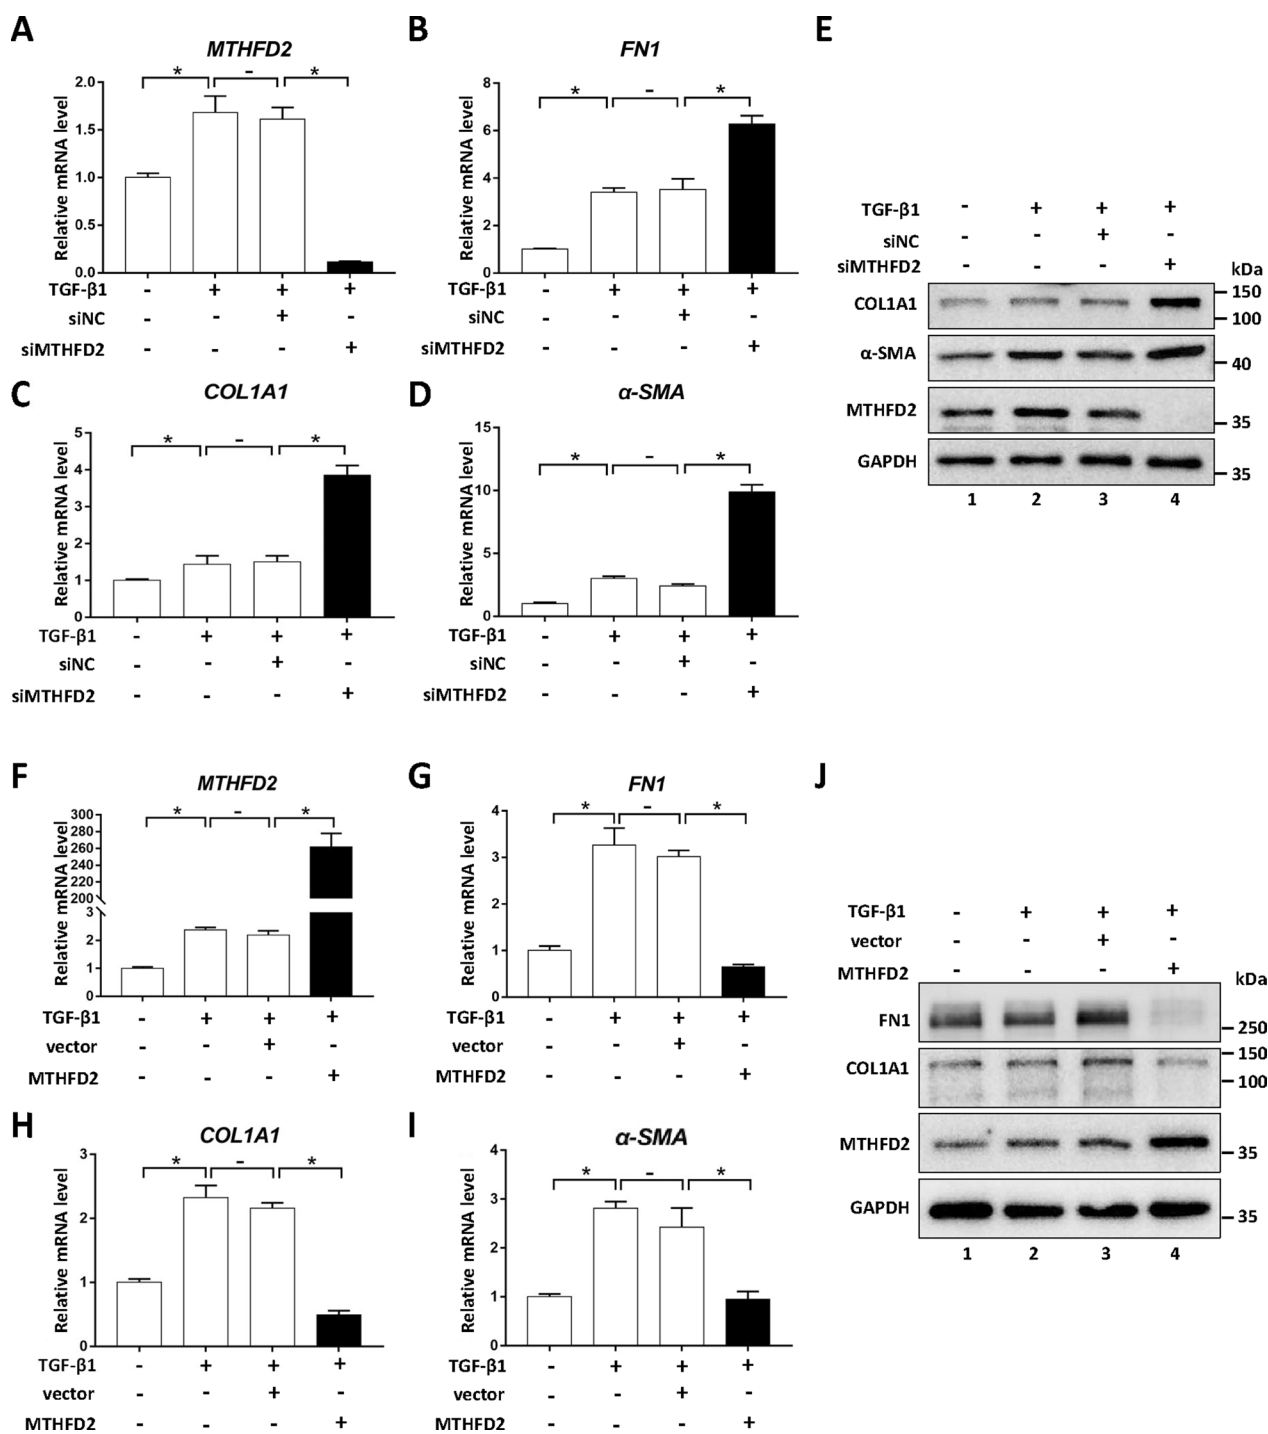 A
MTHFD2
* - *
Relative mRNA level
2.0
1.5
1.0
0.5
0.0
TGF-β1 - + + +
siNC - - + -
siMTHFD2 - - - +
B
FN1
* - *
Relative mRNA level
8
6
4
2
0
TGF-β1 - + + +
siNC - - + -
siMTHFD2 - - - +
C
COL1A1
* - *
Relative mRNA level
5
4
3
2
1
0
TGF-β1 - + + +
siNC - - + -
siMTHFD2 - - - +
D
α-SMA
* - *
Relative mRNA level
15
10
5
0
TGF-β1 - + + +
siNC - - + -
siMTHFD2 - - - +
E
TGF-β1 - + + +
siNC - - + -
siMTHFD2 - - - +
kDa
COL1A1 150
100
α-SMA 40
MTHFD2 35
GAPDH 35
1 2 3 4
F
MTHFD2
* - *
Relative mRNA level
300
280
260
240
220
200
3
2
1
0
TGF-β1 - + + +
vector - - + -
MTHFD2 - - - +
G
FN1
* - *
Relative mRNA level
4
3
2
1
0
TGF-β1 - + + +
vector - - + -
MTHFD2 - - - +
H
COL1A1
* - *
Relative mRNA level
3
2
1
0
TGF-β1 - + + +
vector - - + -
MTHFD2 - - - +
I
α-SMA
* - *
Relative mRNA level
4
3
2
1
0
TGF-β1 - + + +
vector - - + -
MTHFD2 - - - +
J
TGF-β1 - + + +
vector - - + -
MTHFD2 - - - +
kDa
FN1 250
COL1A1 150
100
MTHFD2 35
GAPDH 35
1 2 3 4